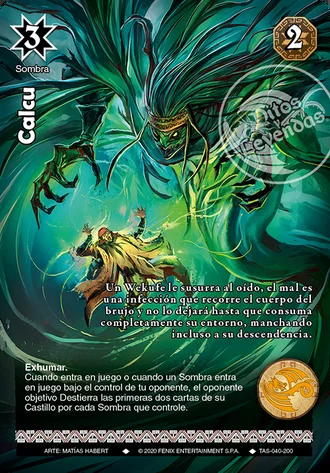 3
2
Sombra
Calcu
Mitos
y
Leyendas
Un Wekufe le susurra al oído, el mal es
una infección que recorre el cuerpo del
brujo y no lo dejará hasta que consuma
completamente su entorno, manchando
incluso a su descendencia.
Exhumar.
Cuando entra en juego o cuando un Sombra entra
en juego bajo el control de tu oponente, el oponente
objetivo Destierra las primeras dos cartas de su
Castillo por cada Sombra que controle.
ARTE: MATÍAS HABERT ◆ © 2020 FENIX ENTERTAINMENT S.P.A. ◆ TAS-040-200